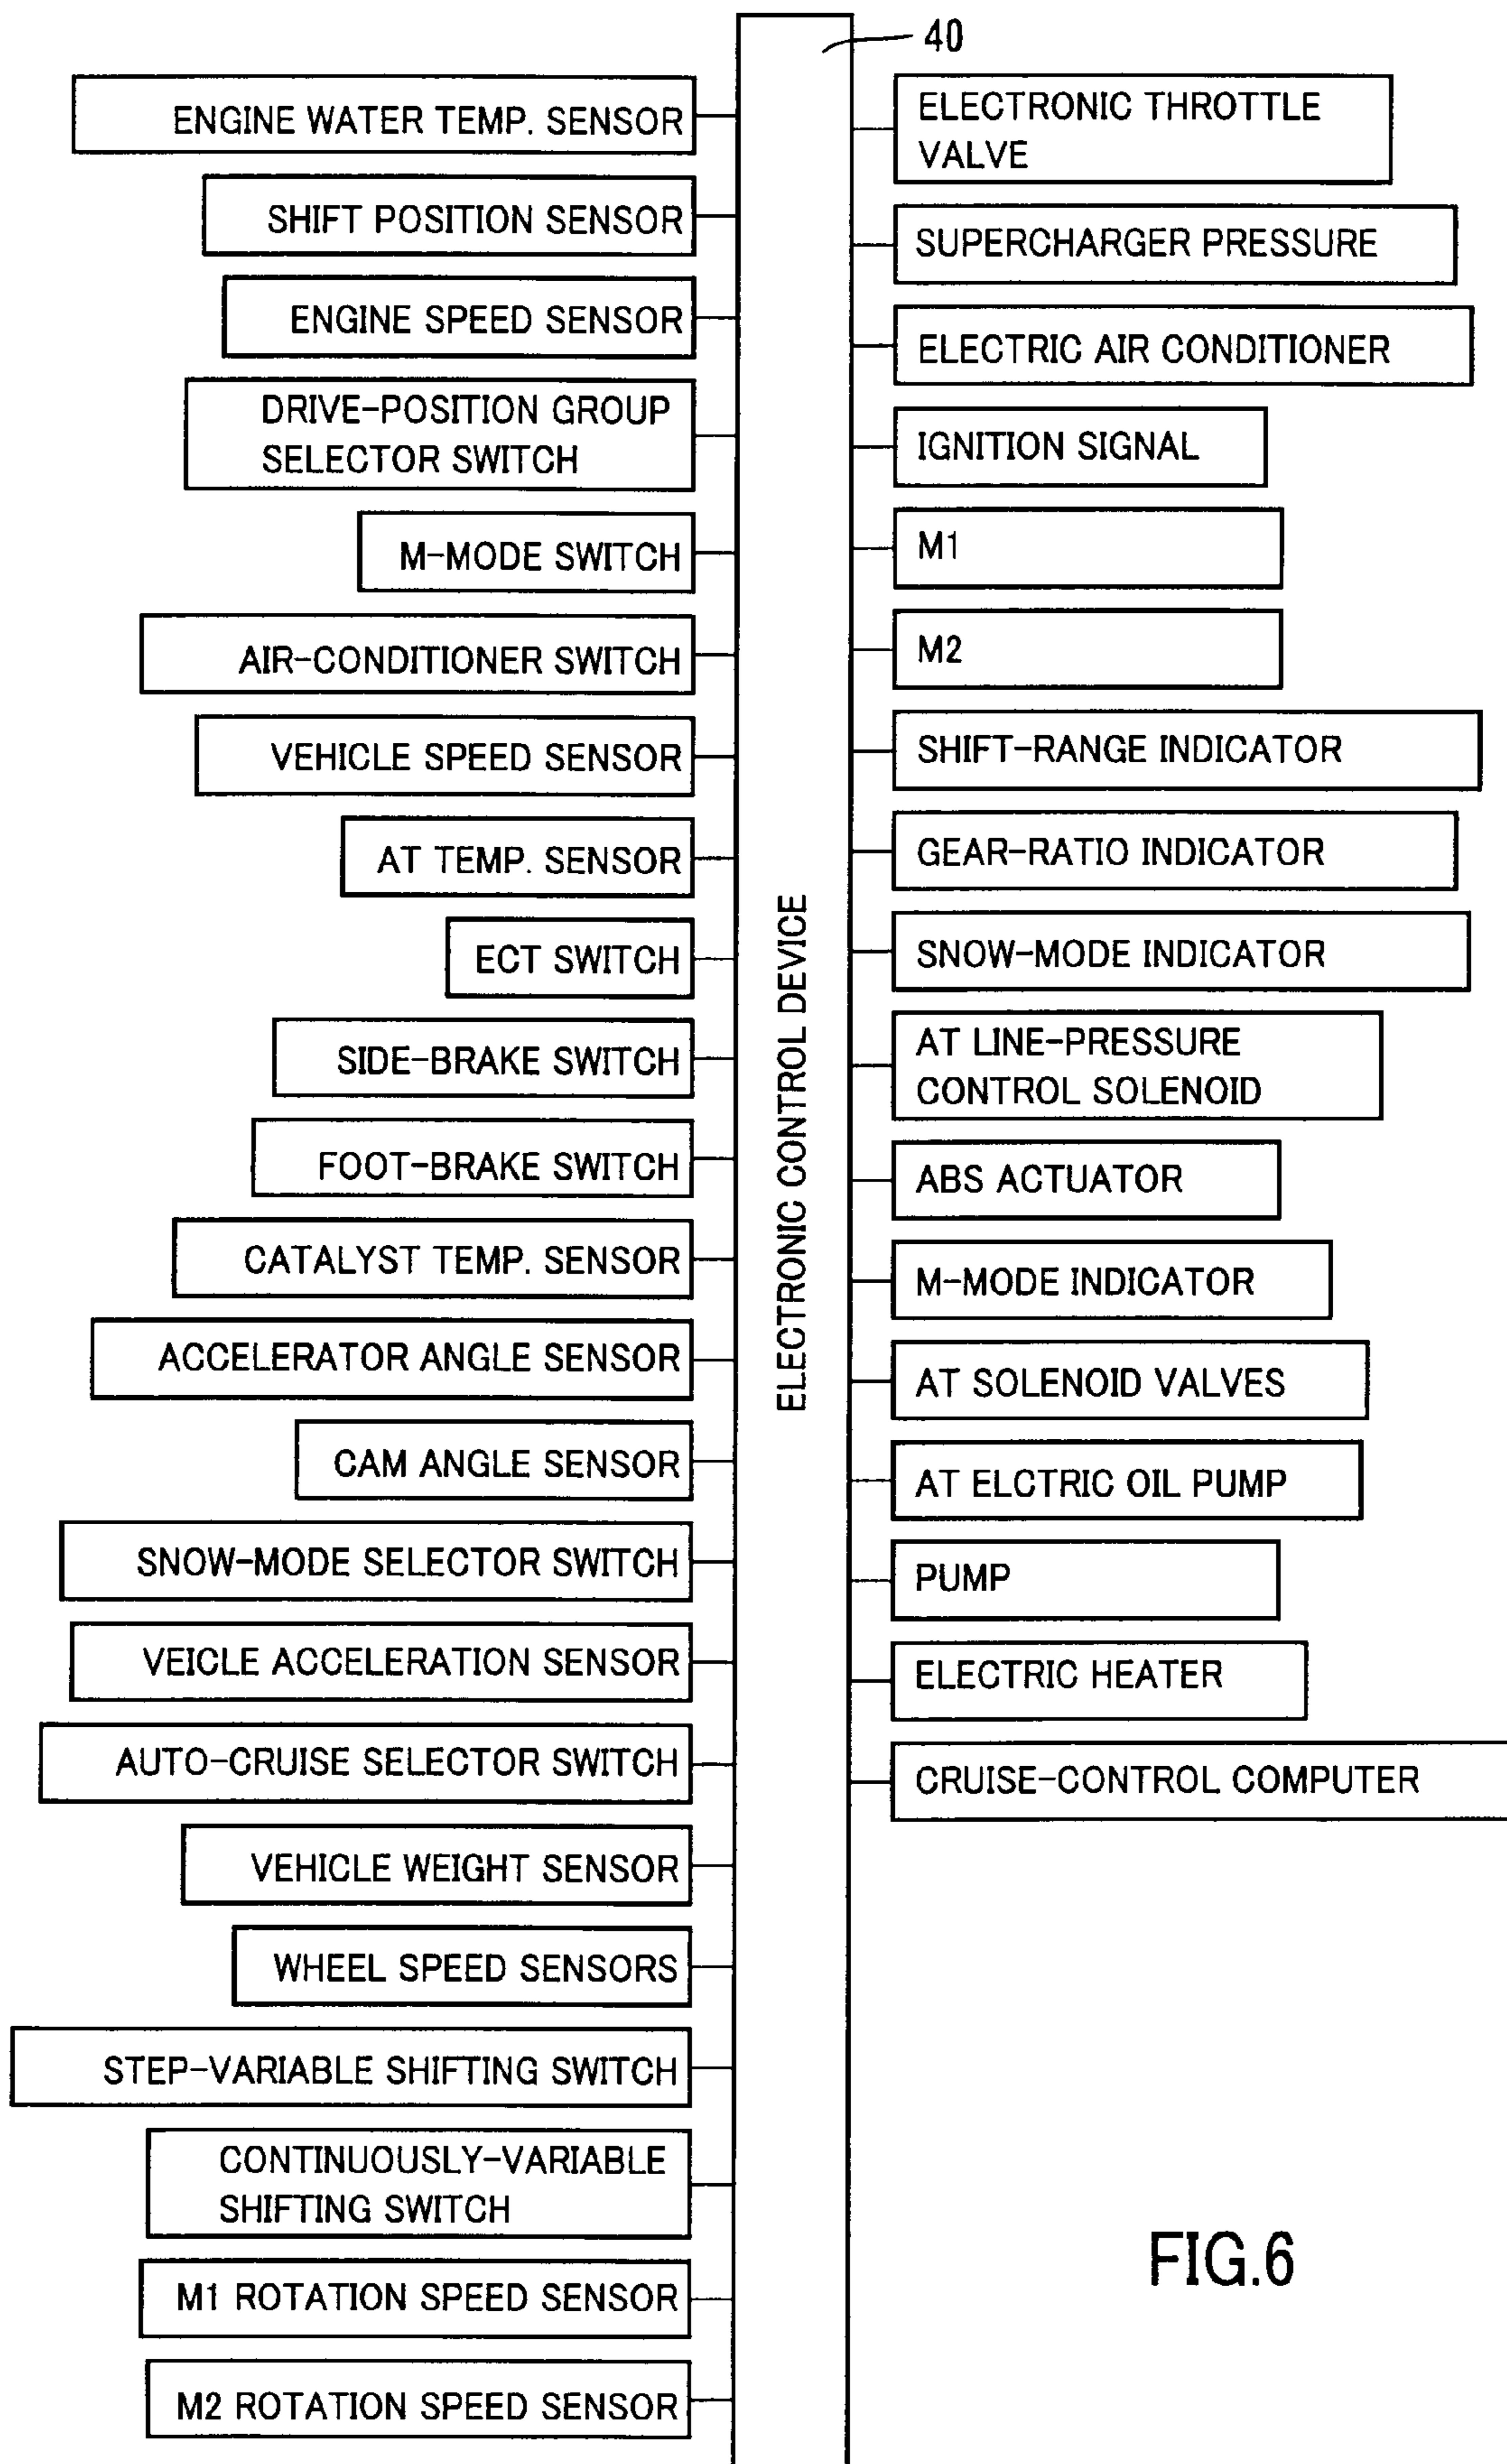 40
ENGINE WATER TEMP. SENSOR
SHIFT POSITION SENSOR
ENGINE SPEED SENSOR
DRIVE-POSITION GROUP
SELECTOR SWITCH
M-MODE SWITCH
AIR-CONDITIONER SWITCH
VEHICLE SPEED SENSOR
AT TEMP. SENSOR
ECT SWITCH
SIDE-BRAKE SWITCH
FOOT-BRAKE SWITCH
CATALYST TEMP. SENSOR
ACCELERATOR ANGLE SENSOR
CAM ANGLE SENSOR
SNOW-MODE SELECTOR SWITCH
VEICLE ACCELERATION SENSOR
AUTO-CRUISE SELECTOR SWITCH
VEHICLE WEIGHT SENSOR
WHEEL SPEED SENSORS
STEP-VARIABLE SHIFTING SWITCH
CONTINUOUSLY-VARIABLE
SHIFTING SWITCH
M1 ROTATION SPEED SENSOR
M2 ROTATION SPEED SENSOR
ELECTRONIC CONTROL DEVICE
ELECTRONIC THROTTLE
VALVE
SUPERCHARGER PRESSURE
ELECTRIC AIR CONDITIONER
IGNITION SIGNAL
M1
M2
SHIFT-RANGE INDICATOR
GEAR-RATIO INDICATOR
SNOW-MODE INDICATOR
AT LINE-PRESSURE
CONTROL SOLENOID
ABS ACTUATOR
M-MODE INDICATOR
AT SOLENOID VALVES
AT ELCTRIC OIL PUMP
PUMP
ELECTRIC HEATER
CRUISE-CONTROL COMPUTER
FIG.6